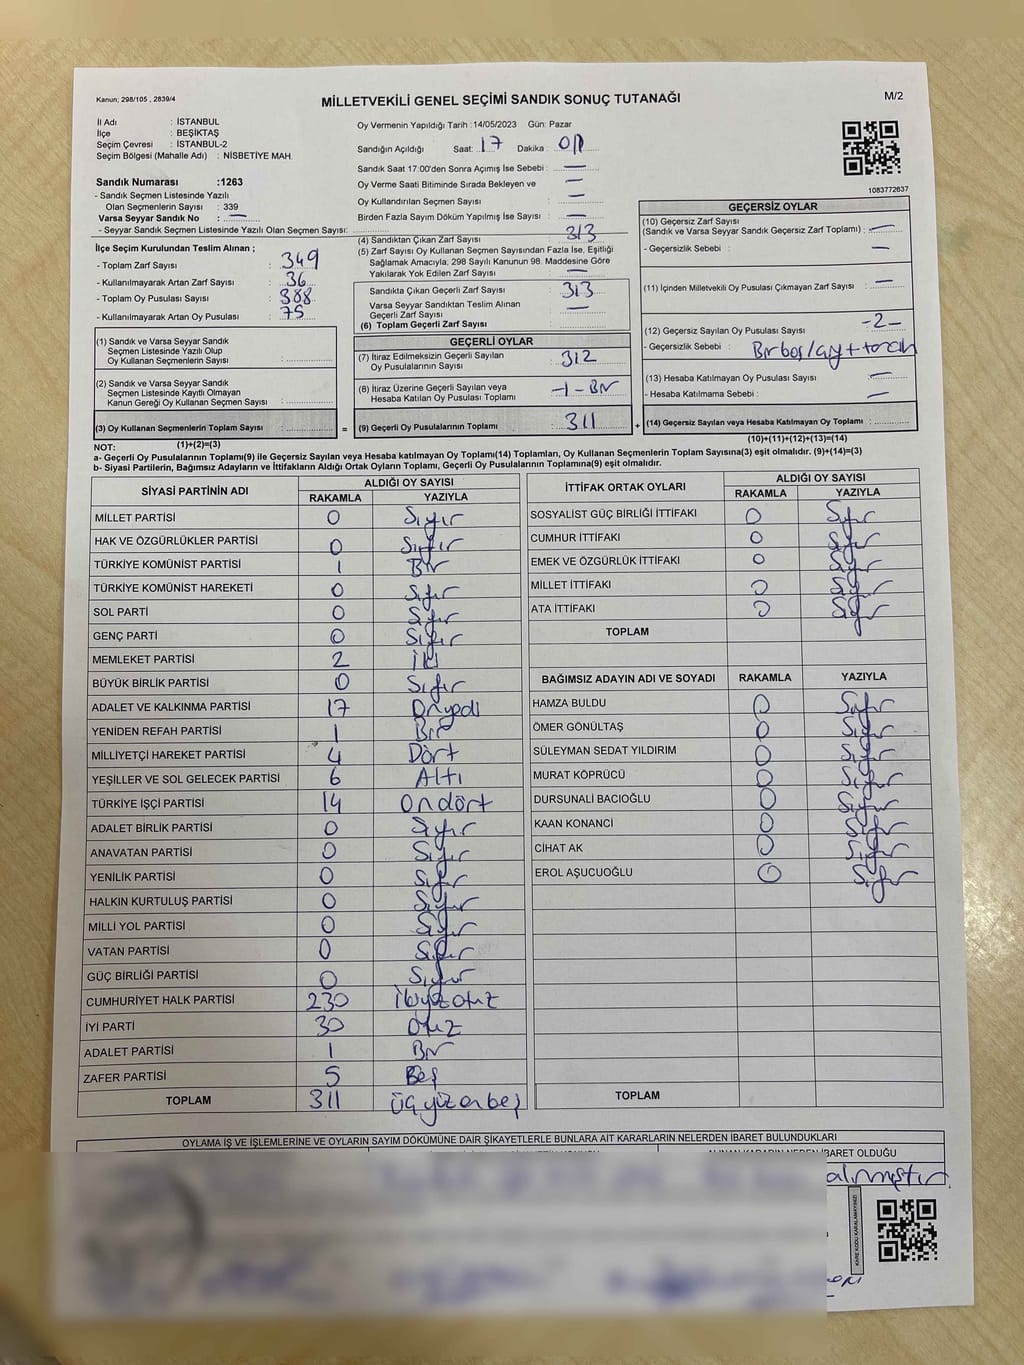 Kanun; 298/105 , 2839/4
MİLLETVEKİLİ GENEL SEÇİMİ SANDIK SONUÇ TUTANAĞI
M/2
İl Adı : İSTANBUL
İlçe : BEŞİKTAŞ
Seçim Çevresi : İSTANBUL-2
Seçim Bölgesi (Mahalle Adı) : NİSBETİYE MAH.
Sandık Numarası :1263
- Sandık Seçmen Listesinde Yazılı
Olan Seçmenlerin Sayısı : 339
Varsa Seyyar Sandık No : —
- Seyyar Sandık Seçmen Listesinde Yazılı Olan Seçmen Sayısı:
Oy Vermenin Yapıldığı Tarih :14/05/2023 Gün: Pazar
Sandığın Açıldığı Saat: 17 Dakika :
Sandık Saat 17:00'den Sonra Açımış İse Sebebi : —
Oy Verme Saati Bitiminde Sırada Bekleyen ve —
Oy Kullandırılan Seçmen Sayısı : —
Birden Fazla Sayım Döküm Yapılmış İse Sayısı : —
1083772637
İlçe Seçim Kurulundan Teslim Alınan ;
- Toplam Zarf Sayısı : 349
- Kullanılmayarak Artan Zarf Sayısı : 36
- Toplam Oy Pusulası Sayısı : 388
- Kullanılmayarak Artan Oy Pusulası : 75
(4) Sandıktan Çıkan Zarf Sayısı : 313
(5) Zarf Sayısı Oy Kullanan Seçmen Sayısından Fazla İse, Eşitliği
Sağlamak Amacıyla; 298 Sayılı Kanunun 98. Maddesine Göre
Yakılarak Yok Edilen Zarf Sayısı : —
Sandıkta Çıkan Geçerli Zarf Sayısı : 313
Varsa Seyyar Sandıktan Teslim Alınan
Geçerli Zarf Sayısı : —
(6) Toplam Geçerli Zarf Sayısı :
GEÇERSİZ OYLAR
(10) Geçersiz Zarf Sayısı
(Sandık ve Varsa Seyyar Sandık Geçersiz Zarf Toplamı) : —
- Geçersizlik Sebebi : —
(11) İçinden Milletvekili Oy Pusulası Çıkmayan Zarf Sayısı : —
(12) Geçersiz Sayılan Oy Pusulası Sayısı : -2-
- Geçersizlik Sebebi : Bir boş/
(13) Hesaba Katılmayan Oy Pusulası Sayısı : —
- Hesaba Katılmama Sebebi : —
(14) Geçersiz Sayılan veya Hesaba Katılmayan Oy Toplamı :
(1) Sandık ve Varsa Seyyar Sandık
Seçmen Listesinde Yazılı Olup
Oy Kullanan Seçmenlerin Sayısı :
(2) Sandık ve Varsa Seyyar Sandık
Seçmen Listesinde Kayıtlı Olmayan
Kanun Gereği Oy Kullanan Seçmen Sayısı :
(3) Oy Kullanan Seçmenlerin Toplam Sayısı : =
GEÇERLİ OYLAR
(7) İtiraz Edilmeksizin Geçerli Sayılan
Oy Pusulalarının Sayısı : 312
(8) İtiraz Üzerine Geçerli Sayılan veya
Hesaba Katılan Oy Pusulası Toplamı : -1- Bir
(9) Geçerli Oy Pusulalarının Toplamı : 311 +
NOT: (1)+(2)=(3)
(10)+(11)+(12)+(13)=(14)
a- Geçerli Oy Pusulaları Toplamı(9) ile Geçersiz Sayılan veya Hesaba Katılmayan Oy Toplamı(14) Toplamları, Oy Kullanan Seçmenlerin Toplam Sayısına(3) eşit olmalıdır. (9)+(14)=(3)
b- Siyasi Partilerin, Bağımsız Adayların ve İttifakların Aldığı Ortak Oyların Toplamı, Geçerli Oy Pusulalarının Toplamına(9) eşit olmalıdır.
SİYASİ PARTİNİN ADI ALDIĞI OY SAYISI
RAKAMLA YAZIYLA
MİLLET PARTİSİ 0 Sıfır
HAK VE ÖZGÜRLÜKLER PARTİSİ 0 Sıfır
TÜRKİYE KOMÜNİST PARTİSİ 1 Bir
TÜRKİYE KOMÜNİST HAREKETİ 0 Sıfır
SOL PARTİ 0 Sıfır
GENÇ PARTİ 0 Sıfır
MEMLEKET PARTİSİ 2 İki
BÜYÜK BİRLİK PARTİSİ 0 Sıfır
ADALET VE KALKINMA PARTİSİ 17 Onyedi
YENİDEN REFAH PARTİSİ 1 Bir
MİLLİYETÇİ HAREKET PARTİSİ 4 Dört
YEŞİLLER VE SOL GELECEK PARTİSİ 6 Altı
TÜRKİYE İŞÇİ PARTİSİ 14 Ondört
ADALET BİRLİK PARTİSİ 0 Sıfır
ANAVATAN PARTİSİ 0 Sıfır
YENİLİK PARTİSİ 0 Sıfır
HALKIN KURTULUŞ PARTİSİ 0 Sıfır
MİLLİ YOL PARTİSİ 0 Sıfır
VATAN PARTİSİ 0 Sıfır
GÜÇ BİRLİĞİ PARTİSİ 0 Sıfır
CUMHURİYET HALK PARTİSİ 230 İkiyüzotuz
İYİ PARTİ 30 Otuz
ADALET PARTİSİ 1 Bir
ZAFER PARTİSİ 5 Beş
TOPLAM 311 üçyüzonbeş
İTTİFAK ORTAK OYLARI ALDIĞI OY SAYISI
RAKAMLA YAZIYLA
SOSYALİST GÜÇ BİRLİĞİ İTTİFAKI 0 Sıfır
CUMHUR İTTİFAKI 0 Sıfır
EMEK VE ÖZGÜRLÜK İTTİFAKI 0 Sıfır
MİLLET İTTİFAKI 0 Sıfır
ATA İTTİFAKI 0 Sıfır
TOPLAM
BAĞIMSIZ ADAYIN ADI VE SOYADI RAKAMLA YAZIYLA
HAMZA BULDU 0 Sıfır
ÖMER GÖNÜLTAŞ 0 Sıfır
SÜLEYMAN SEDAT YILDIRIM 0 Sıfır
MURAT KÖPRÜCÜ 0 Sıfır
DURSUNALİ BACIOĞLU 0 Sıfır
KAAN KONANCİ 0 Sıfır
CİHAT AK 0 Sıfır
EROL AŞUCUOĞLU 0 Sıfır
TOPLAM
OYLAMA İŞ VE İŞLEMLERİNE VE OYLARIN SAYIM DÖKÜMÜNE DAİR ŞİKAYETLERLE BUNLARA AİT KARARLARIN NELERDEN İBARET BULUNDUKLARI
ALINAN KARARIN NEDEN İBARET OLDUĞU
almıştır
KARE KODU KARALAMAYINIZ!